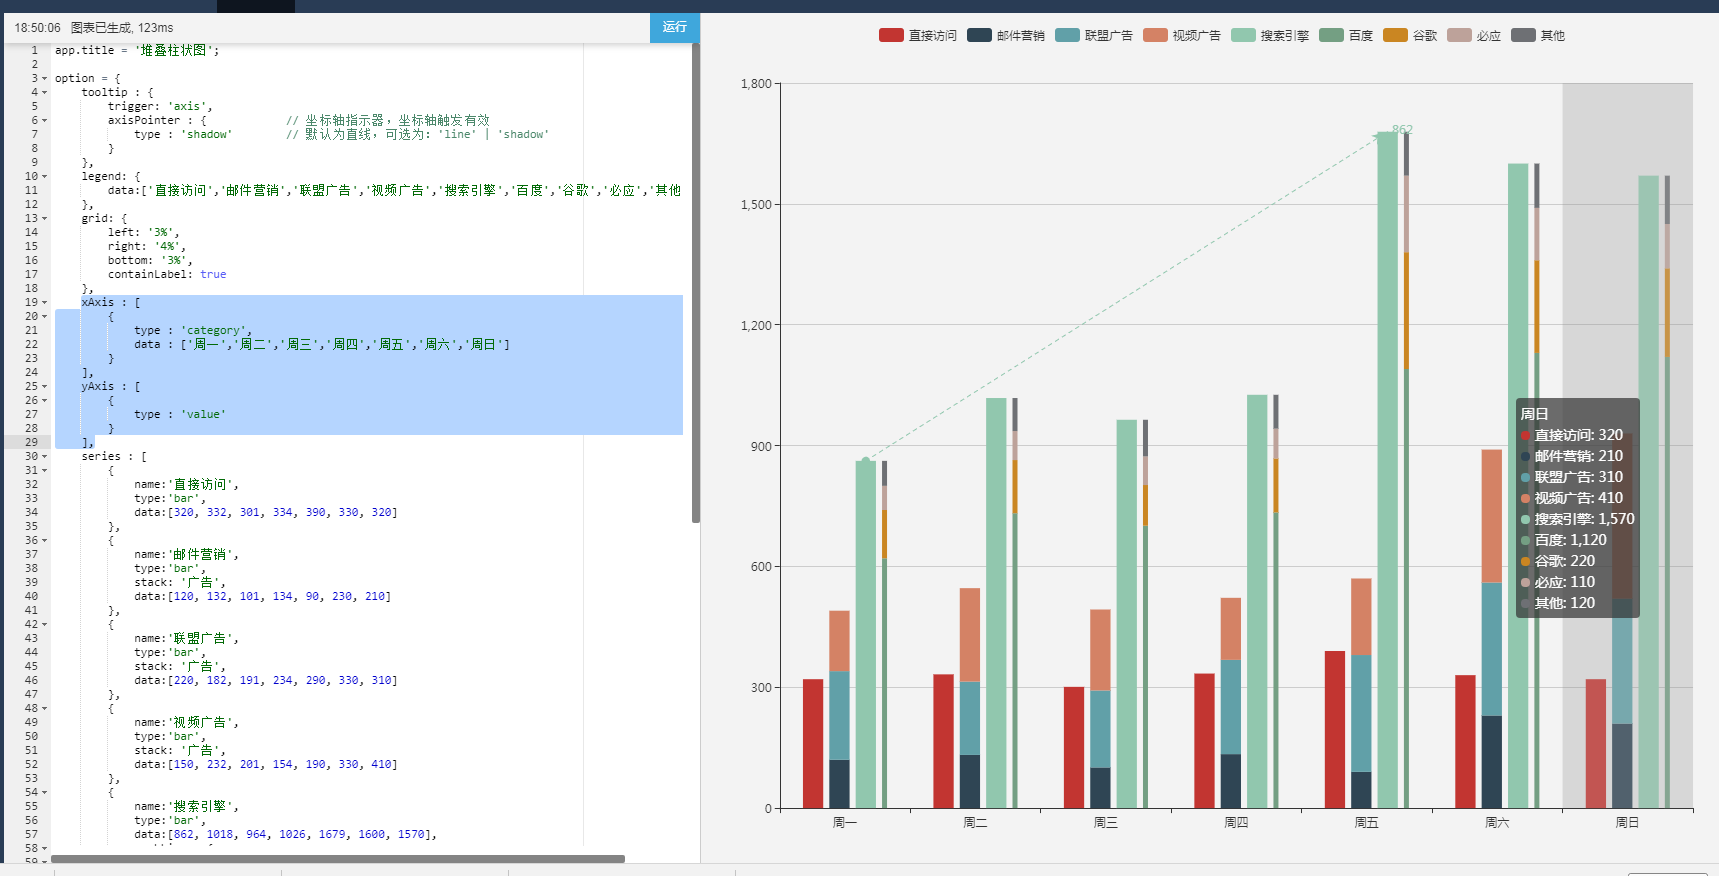 18:50:06 图表已生成, 123ms
运行
1 app.title = '堆叠柱状图';
2
3 option = {
4 tooltip : {
5 trigger: 'axis',
6 axisPointer : { // 坐标轴指示器，坐标轴触发有效
7 type : 'shadow' // 默认为直线，可选为：'line' | 'shadow'
8 }
9 },
10 legend: {
11 data:['直接访问','邮件营销','联盟广告','视频广告','搜索引擎','百度','谷歌','必应','其他
12 },
13 grid: {
14 left: '3%',
15 right: '4%',
16 bottom: '3%',
17 containLabel: true
18 },
19 xAxis : [
20 {
21 type : 'category',
22 data : ['周一','周二','周三','周四','周五','周六','周日']
23 }
24 ],
25 yAxis : [
26 {
27 type : 'value'
28 }
29 ],
30 series : [
31 {
32 name:'直接访问',
33 type:'bar',
34 data:[320, 332, 301, 334, 390, 330, 320]
35 },
36 {
37 name:'邮件营销',
38 type:'bar',
39 stack: '广告',
40 data:[120, 132, 101, 134, 90, 230, 210]
41 },
42 {
43 name:'联盟广告',
44 type:'bar',
45 stack: '广告',
46 data:[220, 182, 191, 234, 290, 330, 310]
47 },
48 {
49 name:'视频广告',
50 type:'bar',
51 stack: '广告',
52 data:[150, 232, 201, 154, 190, 330, 410]
53 },
54 {
55 name:'搜索引擎',
56 type:'bar',
57 data:[862, 1018, 964, 1026, 1679, 1600, 1570],
58
59
直接访问 邮件营销 联盟广告 视频广告 搜索引擎 百度 谷歌 必应 其他
1,800
1,500
1,200
900
600
300
0
862
周日
直接访问: 320
邮件营销: 210
联盟广告: 310
视频广告: 410
搜索引擎: 1,570
百度: 1,120
谷歌: 220
必应: 110
其他: 120
周一 周二 周三 周四 周五 周六 周日